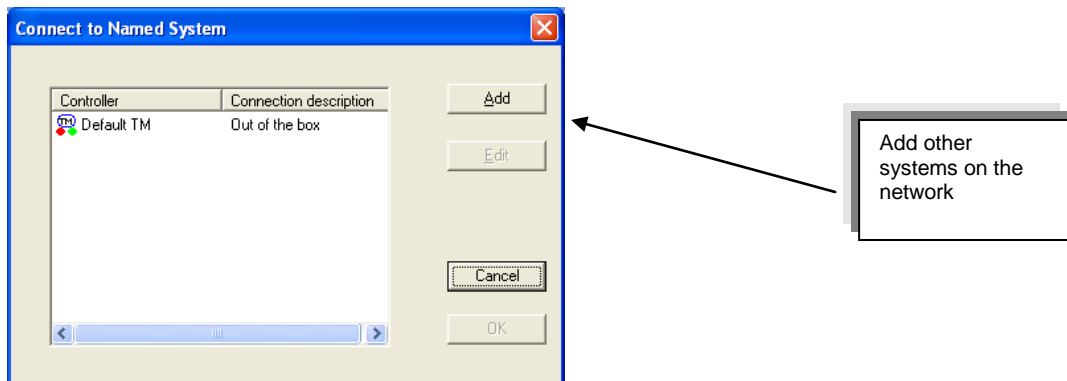 Connect to Named System
Controller Connection description
TM Default TM Out of the box
Add
Edit
Cancel
OK
Add other
systems on the
network